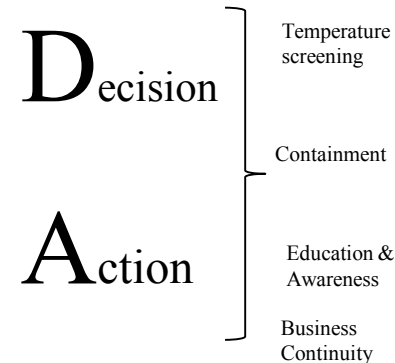 Decision
Action
Temperature
screening
Containment
Education &
Awareness
Business
Continuity